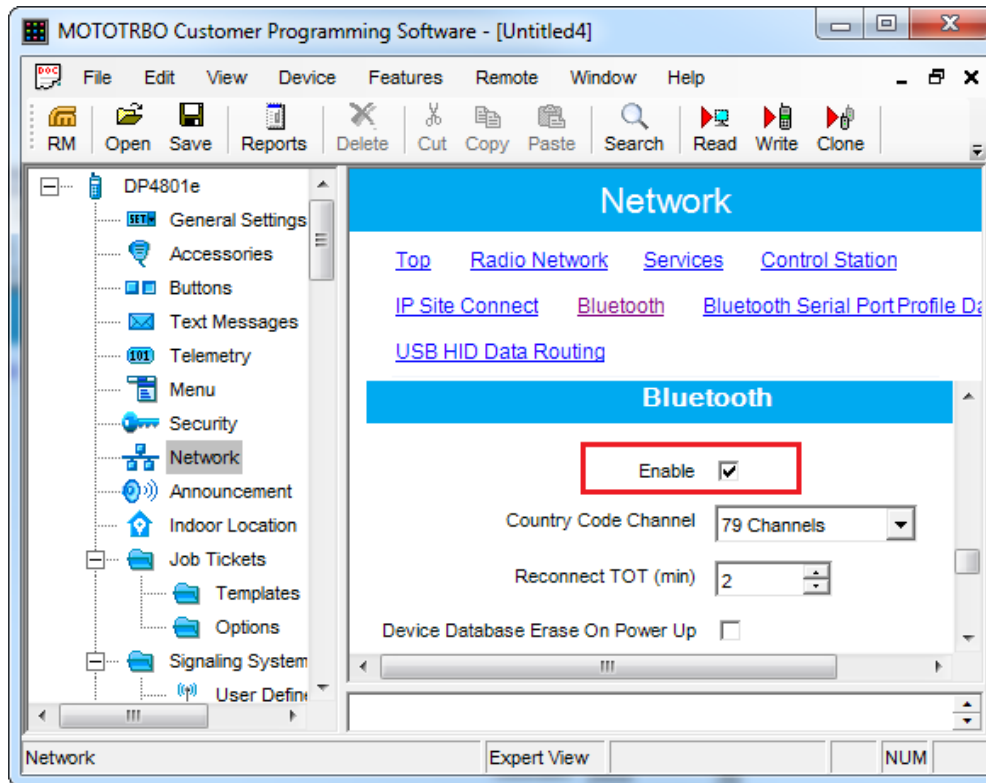 MOTOTRBO Customer Programming Software - [Untitled4]
File Edit View Device Features Remote Window Help
RM Open Save Reports Delete Cut Copy Paste Search Read Write Clone
DP4801e
General Settings
Accessories
Buttons
Text Messages
Telemetry
Menu
Security
Network
Announcement
Indoor Location
Job Tickets
Templates
Options
Signaling System
User Define
Network
Top Radio Network Services Control Station
IP Site Connect Bluetooth Bluetooth Serial Port Profile Da
USB HID Data Routing
Bluetooth
Enable
Country Code Channel 79 Channels
Reconnect TOT (min) 2
Device Database Erase On Power Up
Network Expert View NUM